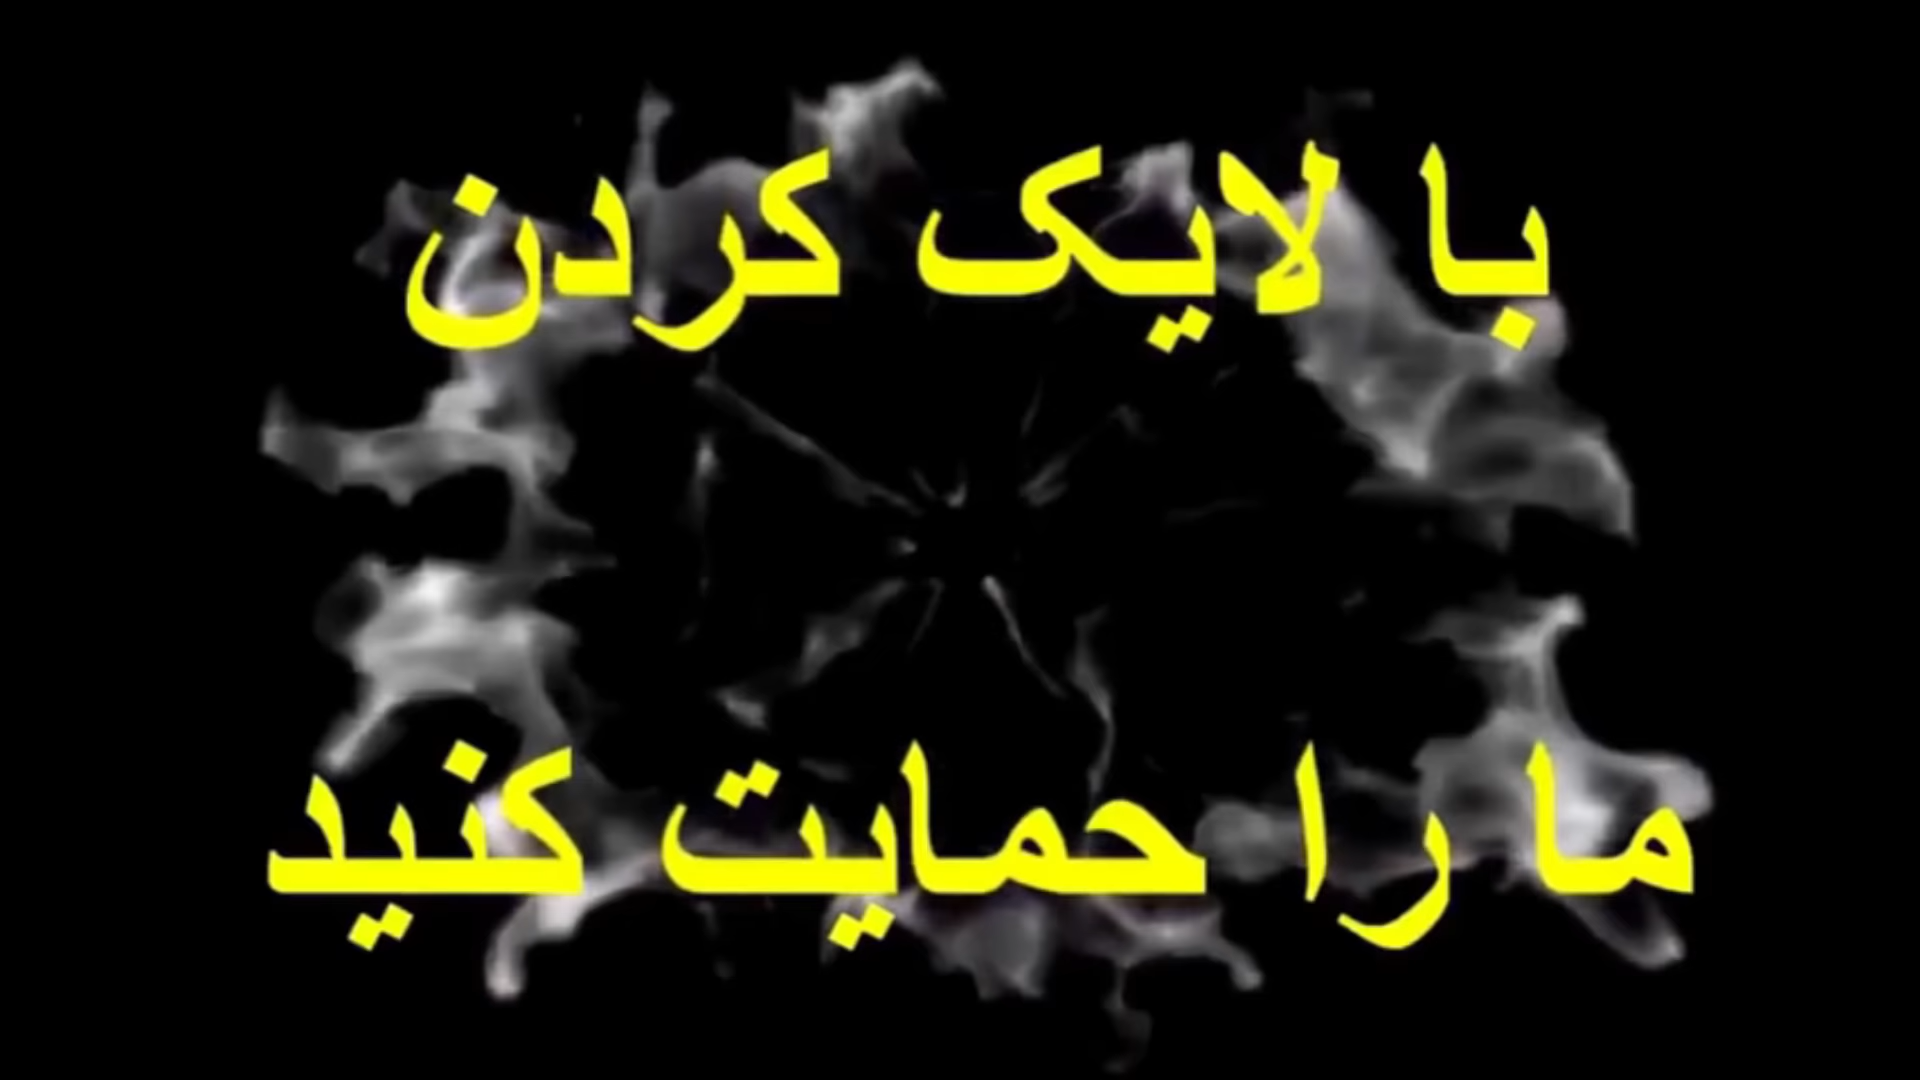 با لایک کردن
ما را حمایت کنید